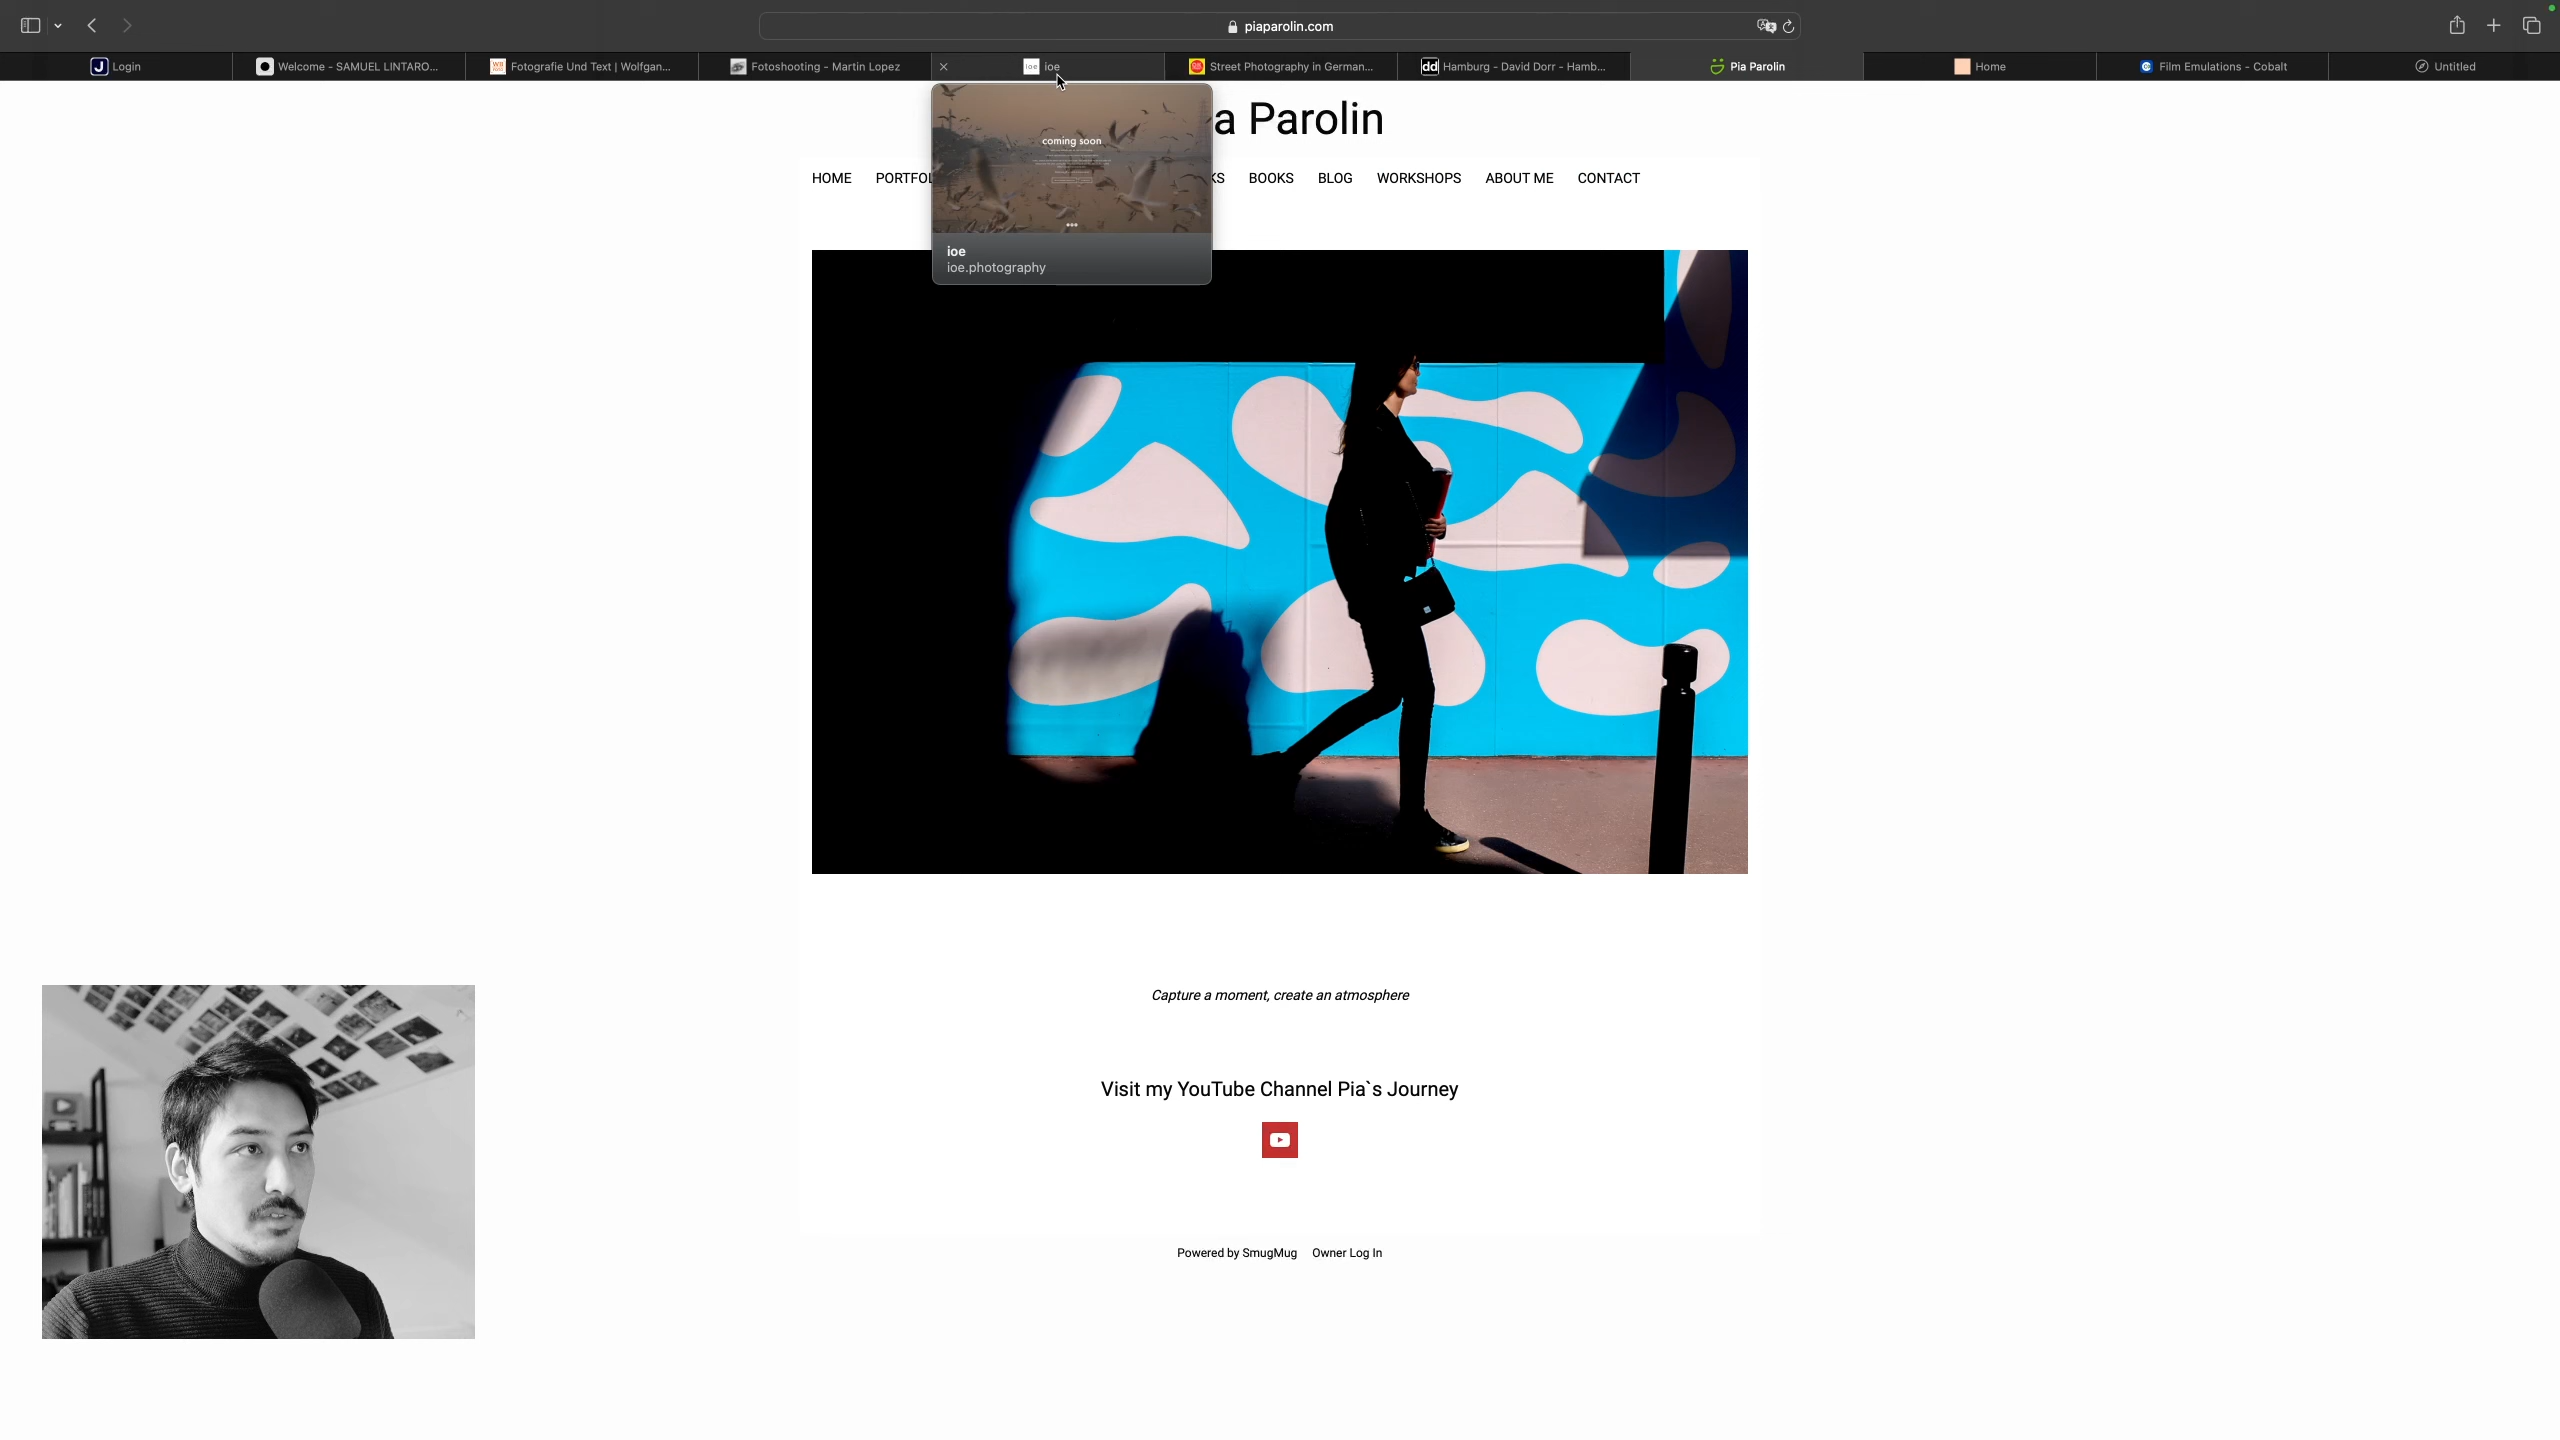 piaparolin.com
Login
Welcome - SAMUEL LINTARO...
Fotografie Und Text | Wolfgan...
Fotoshooting - Martin Lopez
ioe
Street Photography in German...
dd Hamburg - David Dorr - Hamb...
Pia Parolin
Home
Film Emulations - Cobalt
Untitled
a Parolin
coming soon
ioe
ioe.photography
HOME PORTFOL KS BOOKS BLOG WORKSHOPS ABOUT ME CONTACT
Capture a moment, create an atmosphere
Visit my YouTube Channel Pia`s Journey
Powered by SmugMug Owner Log In